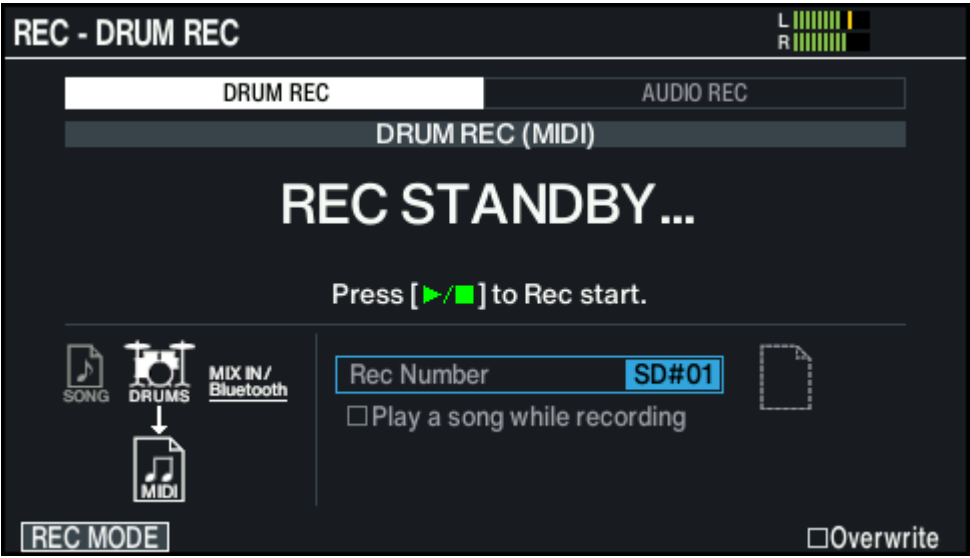 REC - DRUM REC
L
R
DRUM REC
AUDIO REC
DRUM REC (MIDI)
REC STANDBY...
Press [▶/■] to Rec start.
SONG
DRUMS
MIX IN/
Bluetooth
MIDI
Rec Number SD#01
☐Play a song while recording
REC MODE
☐Overwrite